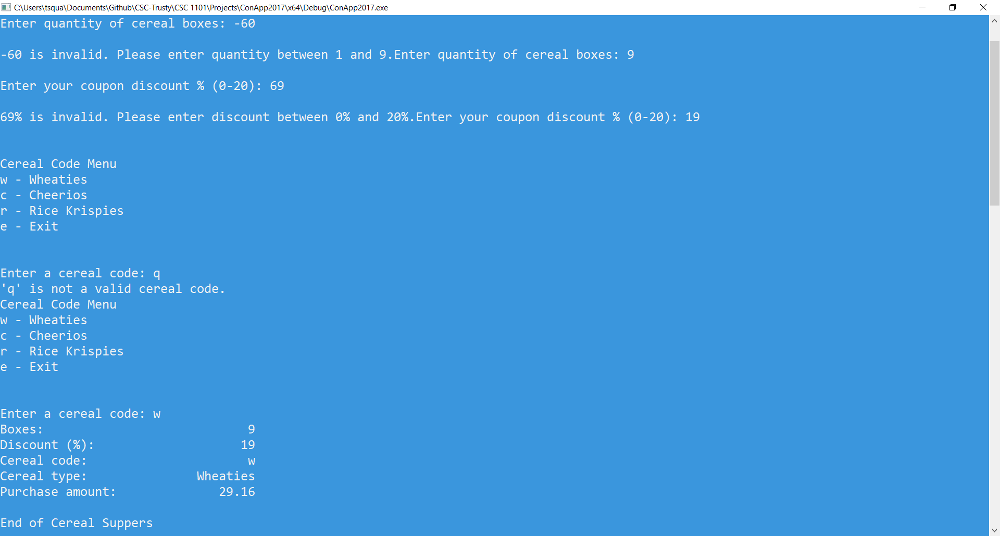 C:\Users\tsqua\Documents\Github\CSC-Trusty\CSC 1101\Projects\ConApp2017\x64\Debug\ConApp2017.exe
Enter quantity of cereal boxes: -60
-60 is invalid. Please enter quantity between 1 and 9.Enter quantity of cereal boxes: 9
Enter your coupon discount % (0-20): 69
69% is invalid. Please enter discount between 0% and 20%.Enter your coupon discount % (0-20): 19
Cereal Code Menu
w - Wheaties
c - Cheerios
r - Rice Krispies
e - Exit
Enter a cereal code: q
'q' is not a valid cereal code.
Cereal Code Menu
w - Wheaties
c - Cheerios
r - Rice Krispies
e - Exit
Enter a cereal code: w
Boxes: 9
Discount (%): 19
Cereal code: w
Cereal type: Wheaties
Purchase amount: 29.16
End of Cereal Suppers